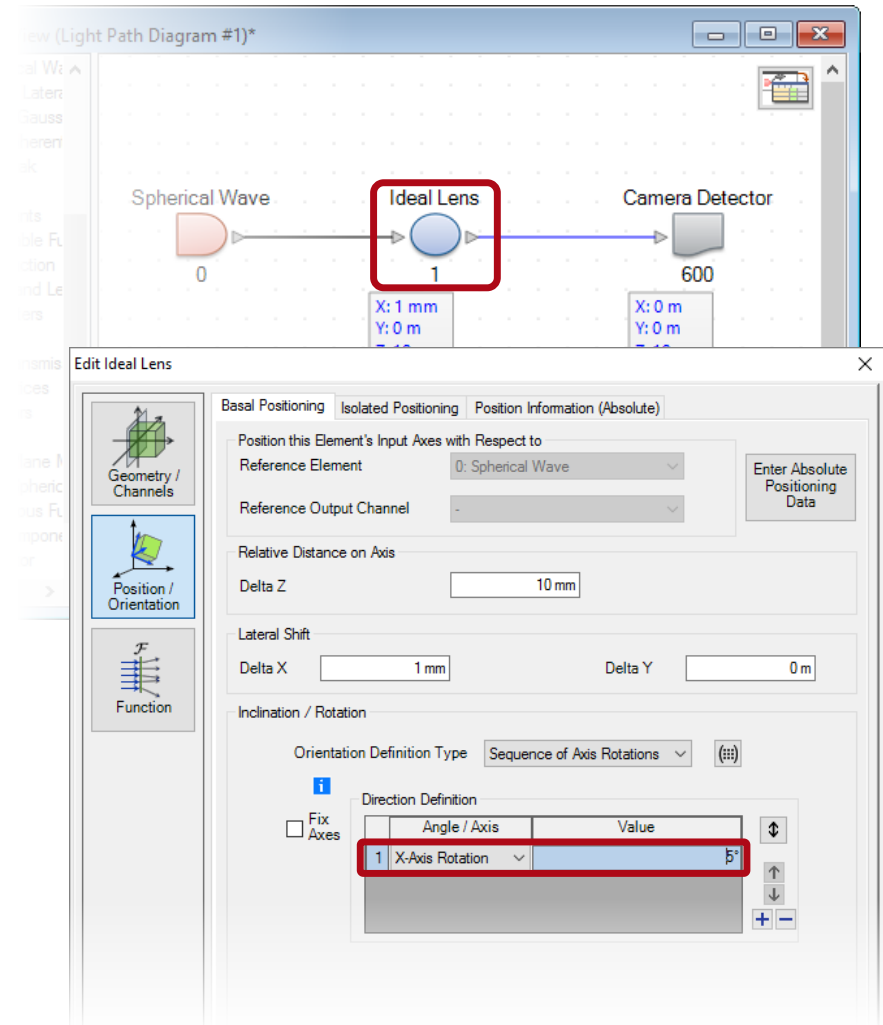 ew (Light Path Diagram #1)*
Spherical Wave
Ideal Lens
Camera Detector
0
1
600
X: 1 mm
Y: 0 m
X: 0 m
Y: 0 m
Edit Ideal Lens
Basal Positioning
Isolated Positioning
Position Information (Absolute)
Geometry /
Channels
Position /
Orientation
Function
Position this Element's Input Axes with Respect to
Reference Element
0: Spherical Wave
Reference Output Channel
-
Enter Absolute
Positioning
Data
Relative Distance on Axis
Delta Z
10 mm
Lateral Shift
Delta X
1 mm
Delta Y
0 m
Inclination / Rotation
Orientation Definition Type
Sequence of Axis Rotations
i
Fix
Axes
Direction Definition
Angle / Axis
Value
1
X-Axis Rotation
5°